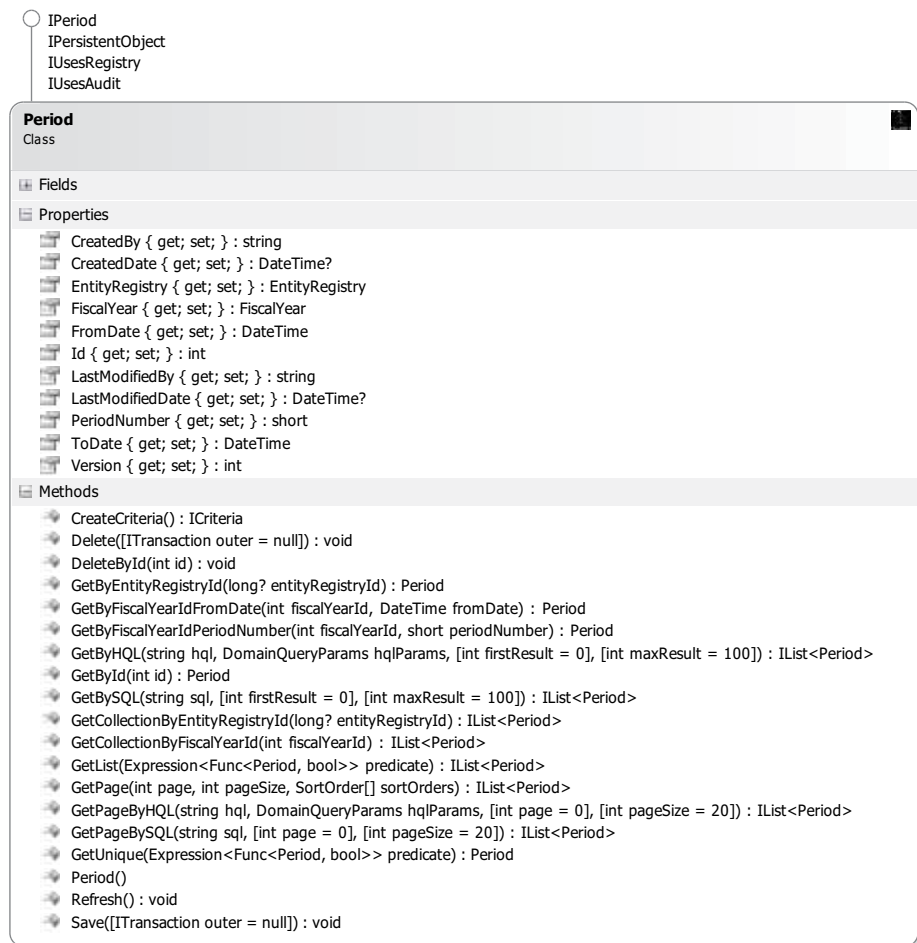 IPeriod
IPersistentObject
IUsesRegistry
IUsesAudit
Period
Class
Fields
Properties
CreatedBy { get; set; } : string
CreatedDate { get; set; } : DateTime?
EntityRegistry { get; set; } : EntityRegistry
FiscalYear { get; set; } : FiscalYear
FromDate { get; set; } : DateTime
Id { get; set; } : int
LastModifiedBy { get; set; } : string
LastModifiedDate { get; set; } : DateTime?
PeriodNumber { get; set; } : short
ToDate { get; set; } : DateTime
Version { get; set; } : int
Methods
CreateCriteria() : ICriteria
Delete([ITransaction outer = null]) : void
DeleteById(int id) : void
GetByEntityRegistryId(long? entityRegistryId) : Period
GetByFiscalYearIdFromDate(int fiscalYearId, DateTime fromDate) : Period
GetByFiscalYearIdPeriodNumber(int fiscalYearId, short periodNumber) : Period
GetByHQL(string hql, DomainQueryParams hqlParams, [int firstResult = 0], [int maxResult = 100]) : IList<Period>
GetById(int id) : Period
GetBySQL(string sql, [int firstResult = 0], [int maxResult = 100]) : IList<Period>
GetCollectionByEntityRegistryId(long? entityRegistryId) : IList<Period>
GetCollectionByFiscalYearId(int fiscalYearId) : IList<Period>
GetList(Expression<Func<Period, bool>> predicate) : IList<Period>
GetPage(int page, int pageSize, SortOrder[] sortOrders) : IList<Period>
GetPageByHQL(string hql, DomainQueryParams hqlParams, [int page = 0], [int pageSize = 20]) : IList<Period>
GetPageBySQL(string sql, [int page = 0], [int pageSize = 20]) : IList<Period>
GetUnique(Expression<Func<Period, bool>> predicate) : Period
Period()
Refresh() : void
Save([ITransaction outer = null]) : void